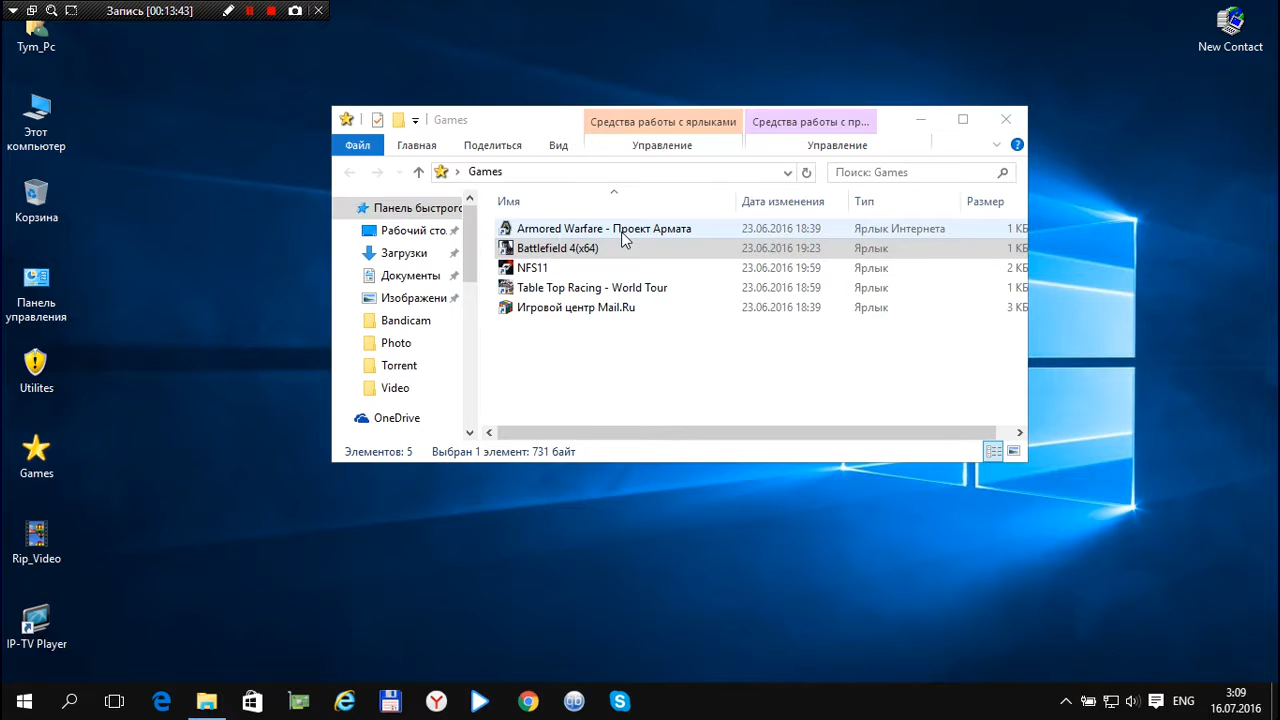 Запись [00:13:43]
Tym_Pc
New Contact
Этот
компьютер
Корзина
Панель
управления
Utilites
Games
Rip_Video
IP-TV Player
Games
Средства работы с ярлыками
Средства работы с пр...
Файл
Главная
Поделиться
Вид
Управление
Управление
Games
Поиск: Games
Имя
Дата изменения
Тип
Размер
Панель быстрого
Рабочий сто.
Загрузки
Документы
Изображени
Bandicam
Photo
Torrent
Video
OneDrive
Armored Warfare - Проект Армата 23.06.2016 18:39 Ярлык Интернета 1 КБ
Battlefield 4(x64) 23.06.2016 19:23 Ярлык 1 КБ
NFS11 23.06.2016 19:59 Ярлык 2 КБ
Table Top Racing - World Tour 23.06.2016 18:59 Ярлык 1 КБ
Игровой центр Mail.Ru 23.06.2016 18:39 Ярлык 3 КБ
Элементов: 5 Выбран 1 элемент: 731 байт
ENG
3:09
16.07.2016